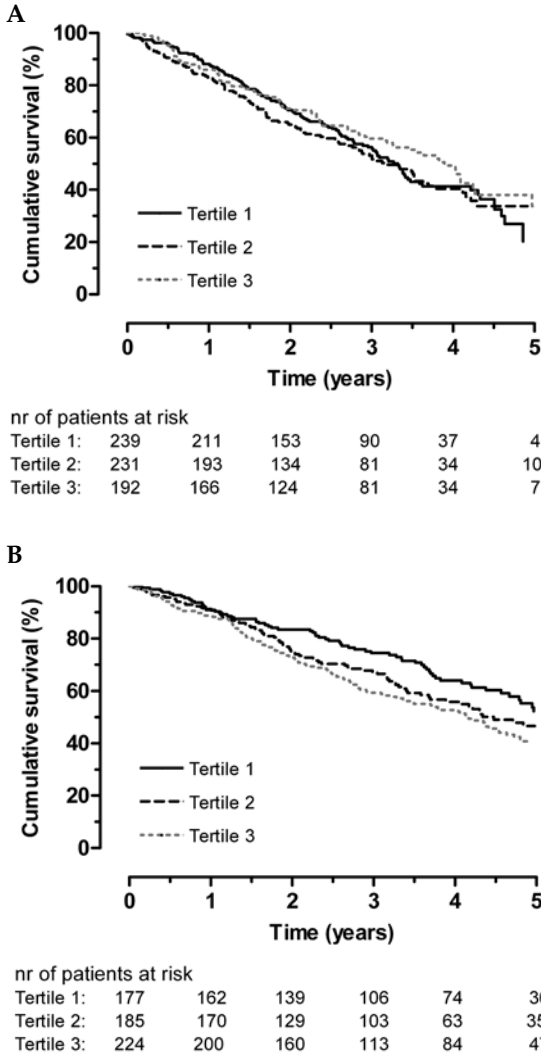 A
100
80
60
40
20
0
Cumulative survival (%)
Tertile 1
Tertile 2
Tertile 3
0 1 2 3 4 5
Time (years)
nr of patients at risk
Tertile 1: 239 211 153 90 37 4
Tertile 2: 231 193 134 81 34 10
Tertile 3: 192 166 124 81 34 7
B
100
80
60
40
20
0
Cumulative survival (%)
Tertile 1
Tertile 2
Tertile 3
0 1 2 3 4 5
Time (years)
nr of patients at risk
Tertile 1: 177 162 139 106 74
Tertile 2: 185 170 129 103 63 35
Tertile 3: 224 200 160 113 84